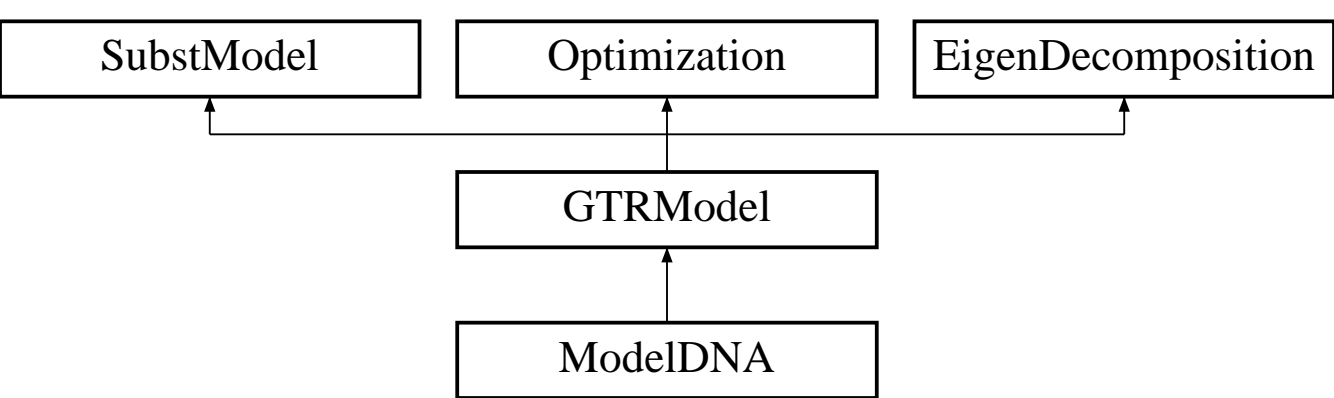 SubstModel
Optimization
EigenDecomposition
GTRModel
ModelDNA